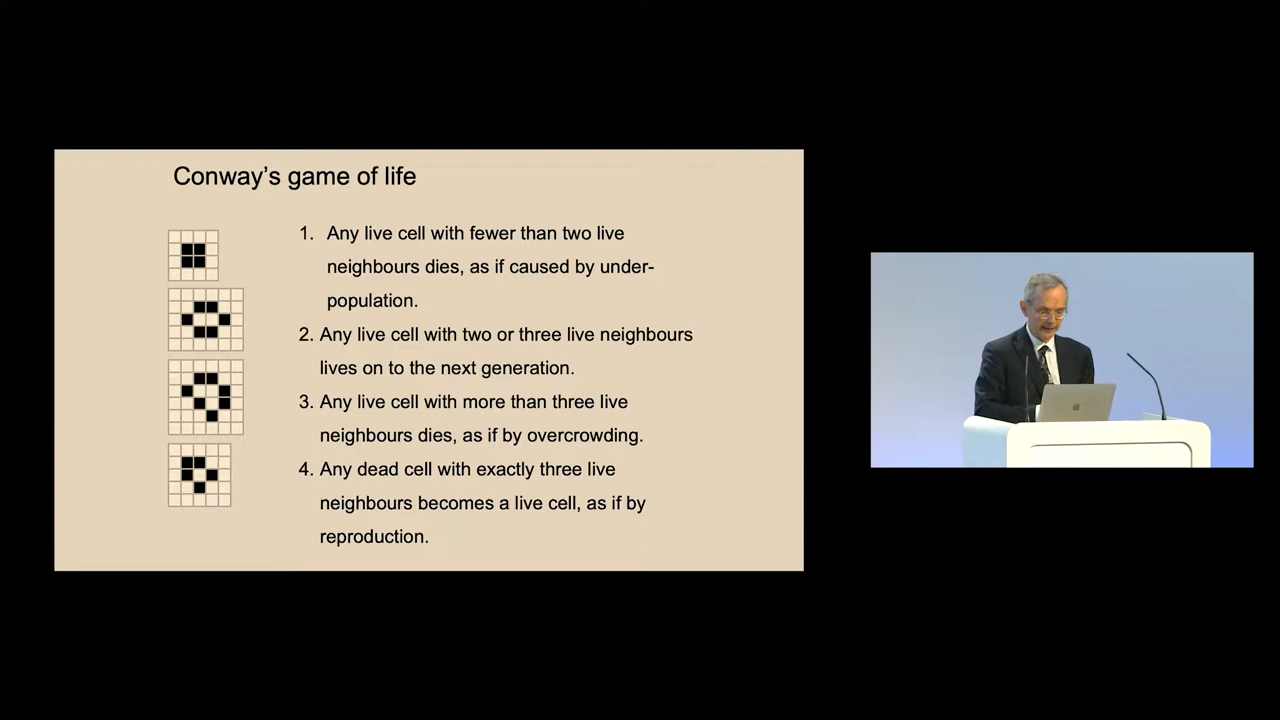 Conway's game of life
1. Any live cell with fewer than two live
neighbours dies, as if caused by under-
population.
2. Any live cell with two or three live neighbours
lives on to the next generation.
3. Any live cell with more than three live
neighbours dies, as if by overcrowding.
4. Any dead cell with exactly three live
neighbours becomes a live cell, as if by
reproduction.